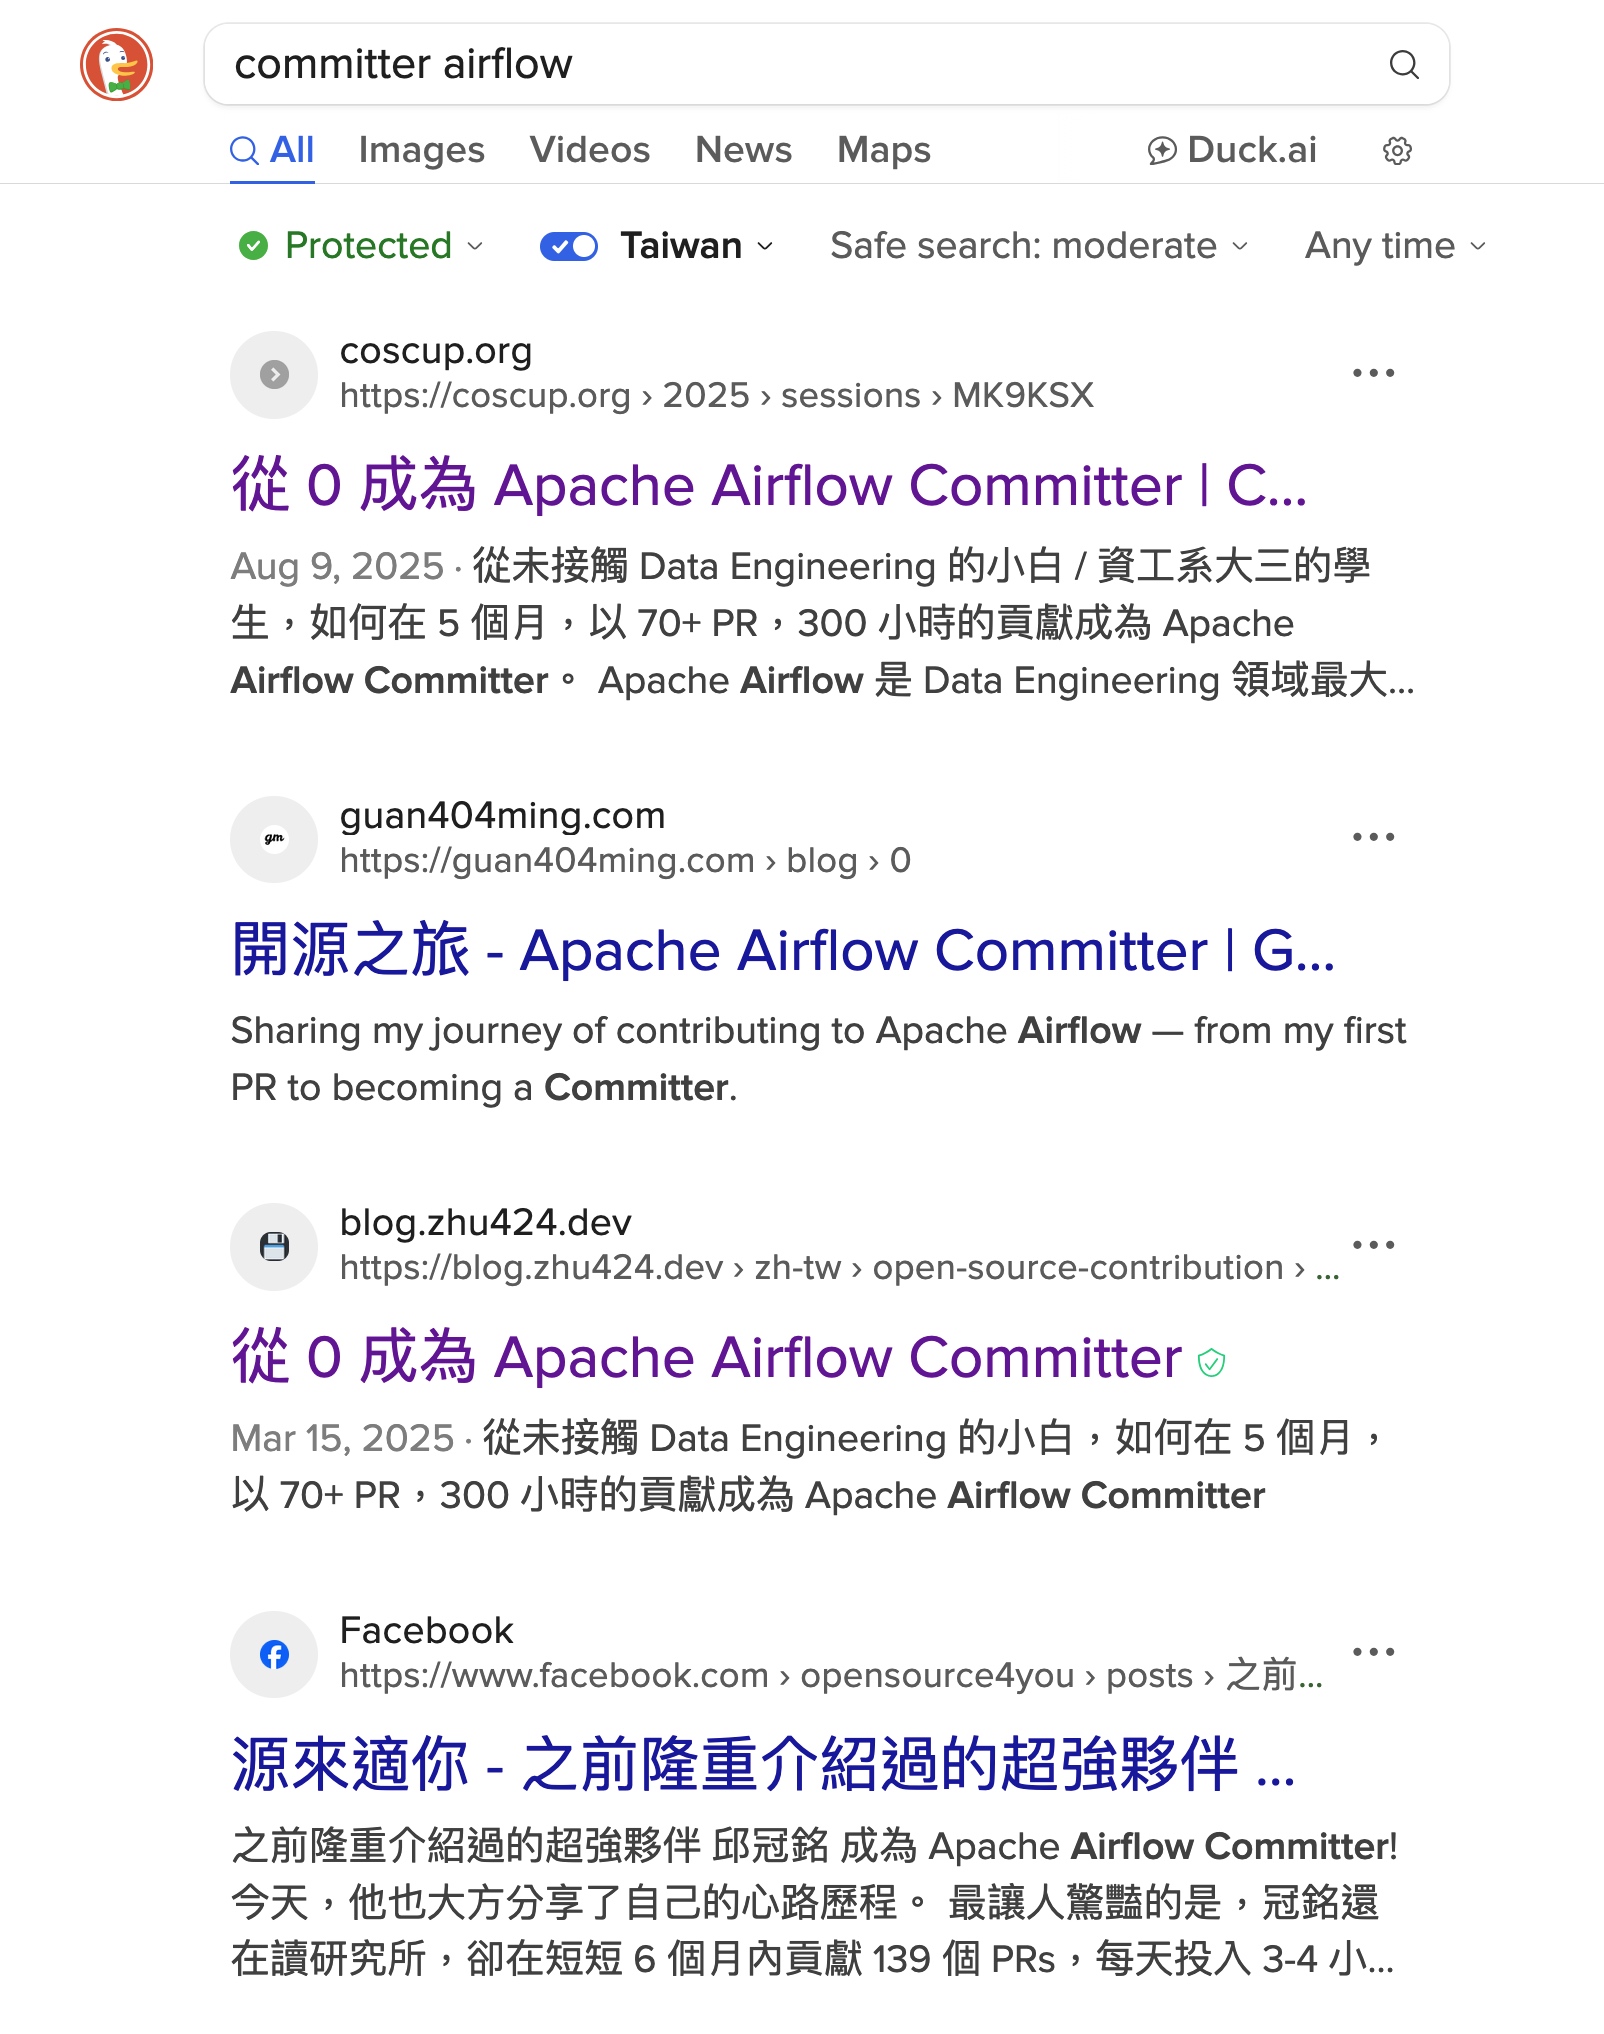 committer airflow
All Images Videos News Maps Duck.ai
Protected Taiwan Safe search: moderate Any time
coscup.org
https://coscup.org › 2025 › sessions › MK9KSX
從 0 成為 Apache Airflow Committer | C...
Aug 9, 2025 · 從未接觸 Data Engineering 的小白 / 資工系大三的學
生，如何在 5 個月，以 70+ PR，300 小時的貢獻成為 Apache
Airflow Committer。 Apache Airflow 是 Data Engineering 領域最大...
gm
guan404ming.com
https://guan404ming.com › blog › 0
開源之旅 - Apache Airflow Committer | G...
Sharing my journey of contributing to Apache Airflow — from my first
PR to becoming a Committer.
blog.zhu424.dev
https://blog.zhu424.dev › zh-tw › open-source-contribution › ...
從 0 成為 Apache Airflow Committer
Mar 15, 2025 · 從未接觸 Data Engineering 的小白，如何在 5 個月，
以 70+ PR，300 小時的貢獻成為 Apache Airflow Committer
Facebook
https://www.facebook.com › opensource4you › posts › 之前...
源來適你 - 之前隆重介紹過的超強夥伴 ...
之前隆重介紹過的超強夥伴 邱冠銘 成為 Apache Airflow Committer!
今天，他也大方分享了自己的心路歷程。 最讓人驚豔的是，冠銘還
在讀研究所，卻在短短 6 個月內貢獻 139 個 PRs，每天投入 3-4 小...